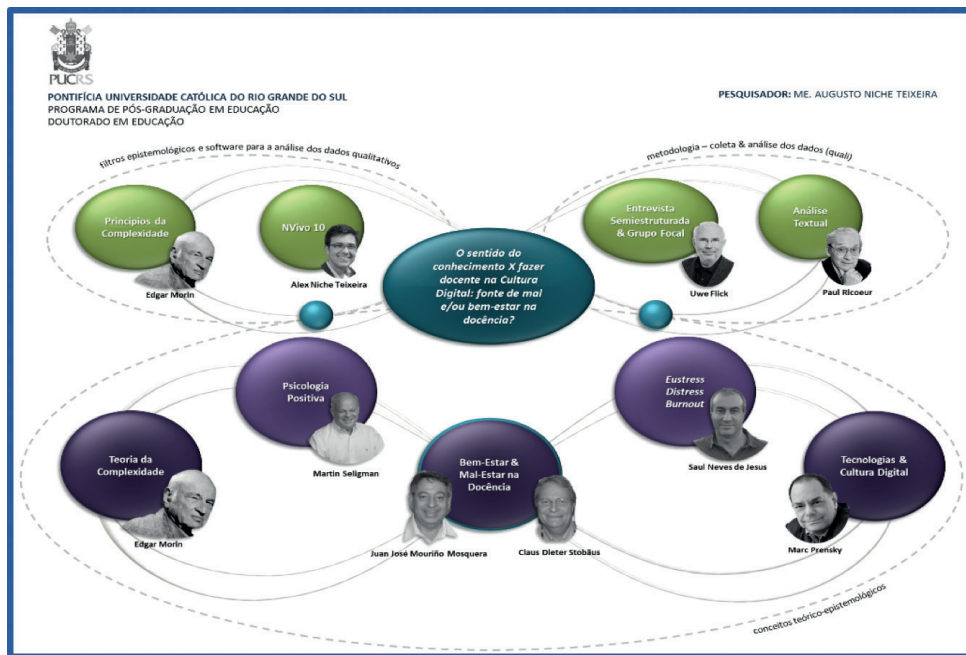 PUCRS
PONTIFÍCIA UNIVERSIDADE CATÓLICA DO RIO GRANDE DO SUL
PROGRAMA DE PÓS-GRADUAÇÃO EM EDUCAÇÃO
DOUTORADO EM EDUCAÇÃO
PESQUISADOR: ME. AUGUSTO NICHE TEIXEIRA
filtros epistemológicos e software para a análise dos dados qualitativos
metodologia – coleta & análise dos dados (quali)
Princípios da
Complexidade
Edgar Morin
NVivo 10
Alex Niche Teixeira
O sentido do
conhecimento X fazer
docente na Cultura
Digital: fonte de mal
e/ou bem-estar na
docência?
Entrevista
Semiestruturada
& Grupo Focal
Uwe Flick
Análise
Textual
Paul Ricoeur
Psicologia
Positiva
Martin Seligman
Eustress
Distress
Burnout
Saul Neves de Jesus
Teoria da
Complexidade
Edgar Morin
Bem-Estar &
Mal-Estar na
Docência
Juan José Mouriño Mosquera
Claus Dieter Stobäus
Tecnologias &
Cultura Digital
Marc Prensky
conceitos teórico-epistemológicos